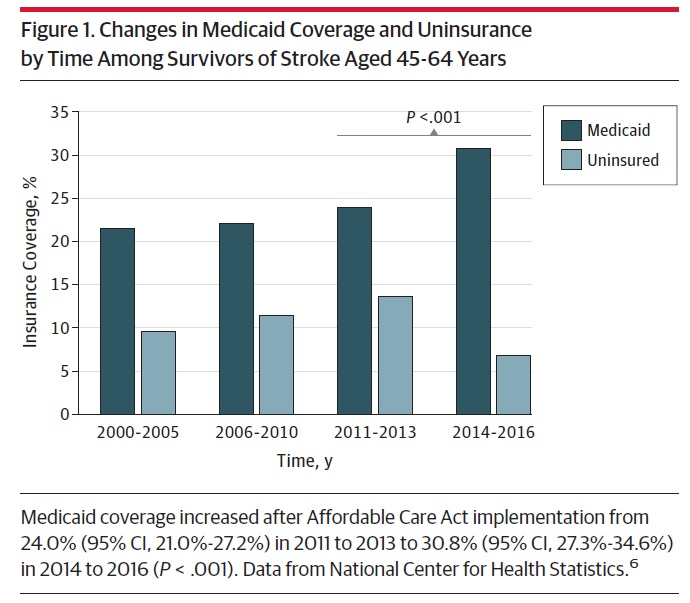 Figure 1. Changes in Medicaid Coverage and Uninsurance
by Time Among Survivors of Stroke Aged 45-64 Years
35
30
25
20
15
10
5
0
Insurance Coverage, %
P <.001
Medicaid
Uninsured
2000-2005
2006-2010
2011-2013
2014-2016
Time, y
Medicaid coverage increased after Affordable Care Act implementation from
24.0% (95% CI, 21.0%-27.2%) in 2011 to 2013 to 30.8% (95% CI, 27.3%-34.6%)
in 2014 to 2016 (P < .001). Data from National Center for Health Statistics.6